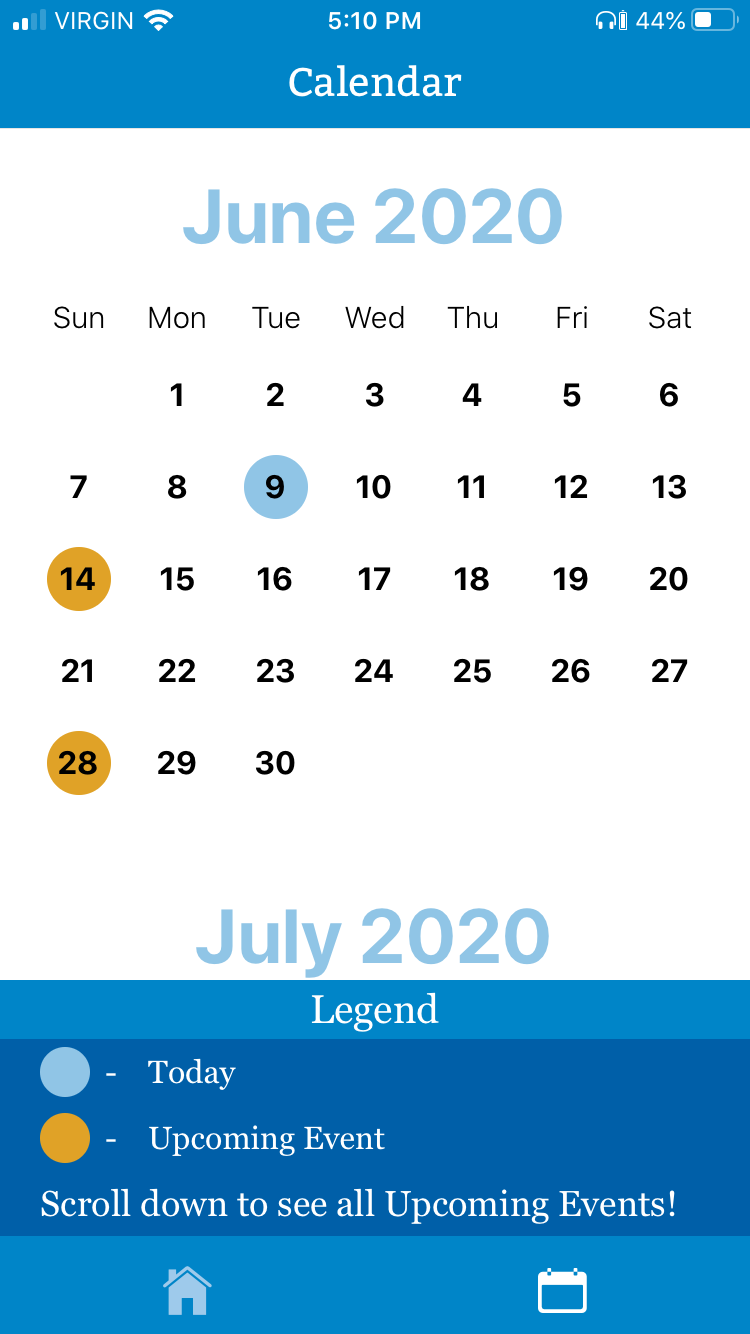 VIRGIN 5:10 PM 44%
Calendar
June 2020
Sun Mon Tue Wed Thu Fri Sat
1 2 3 4 5 6
7 8 9 10 11 12 13
14 15 16 17 18 19 20
21 22 23 24 25 26 27
28 29 30
July 2020
Legend
- Today
- Upcoming Event
Scroll down to see all Upcoming Events!